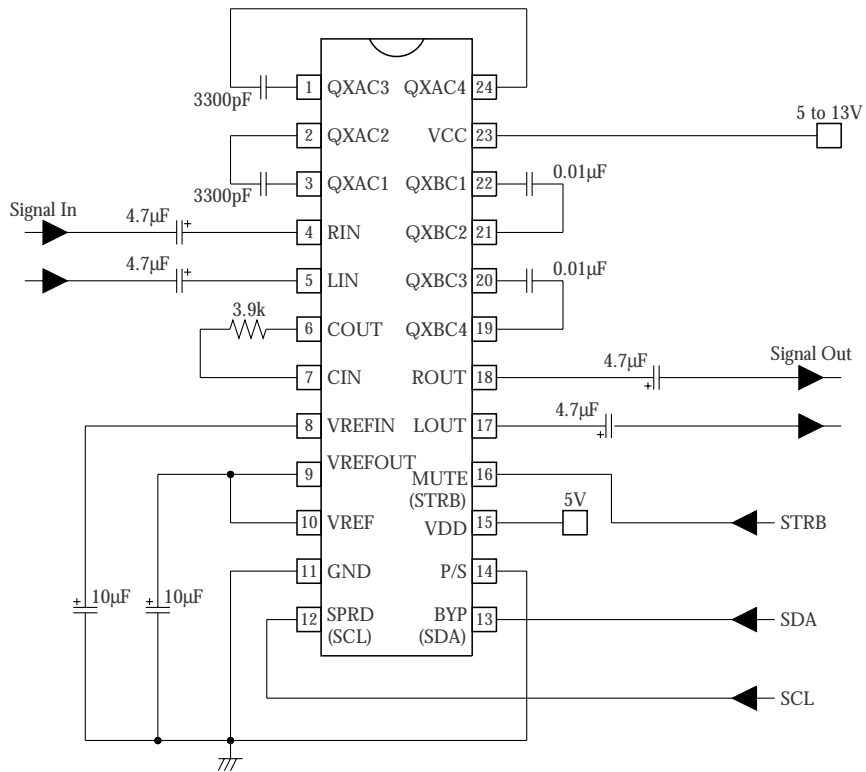 1 QXAC3 QXAC4 24
3300pF
5 to 13V
2 QXAC2 VCC 23
0.01µF
3 QXAC1 QXBC1 22
3300pF
Signal In
4.7µF
4 RIN QXBC2 21
4.7µF
0.01µF
5 LIN QXBC3 20
3.9k
6 COUT QXBC4 19
Signal Out
4.7µF
7 CIN ROUT 18
4.7µF
8 VREFIN LOUT 17
9 VREFOUT MUTE 16
(STRB)
10 VREF VDD 15
5V
STRB
11 GND P/S 14
+ 10µF
+ 10µF
12 SPRD BYP 13
(SCL) (SDA)
SDA
SCL